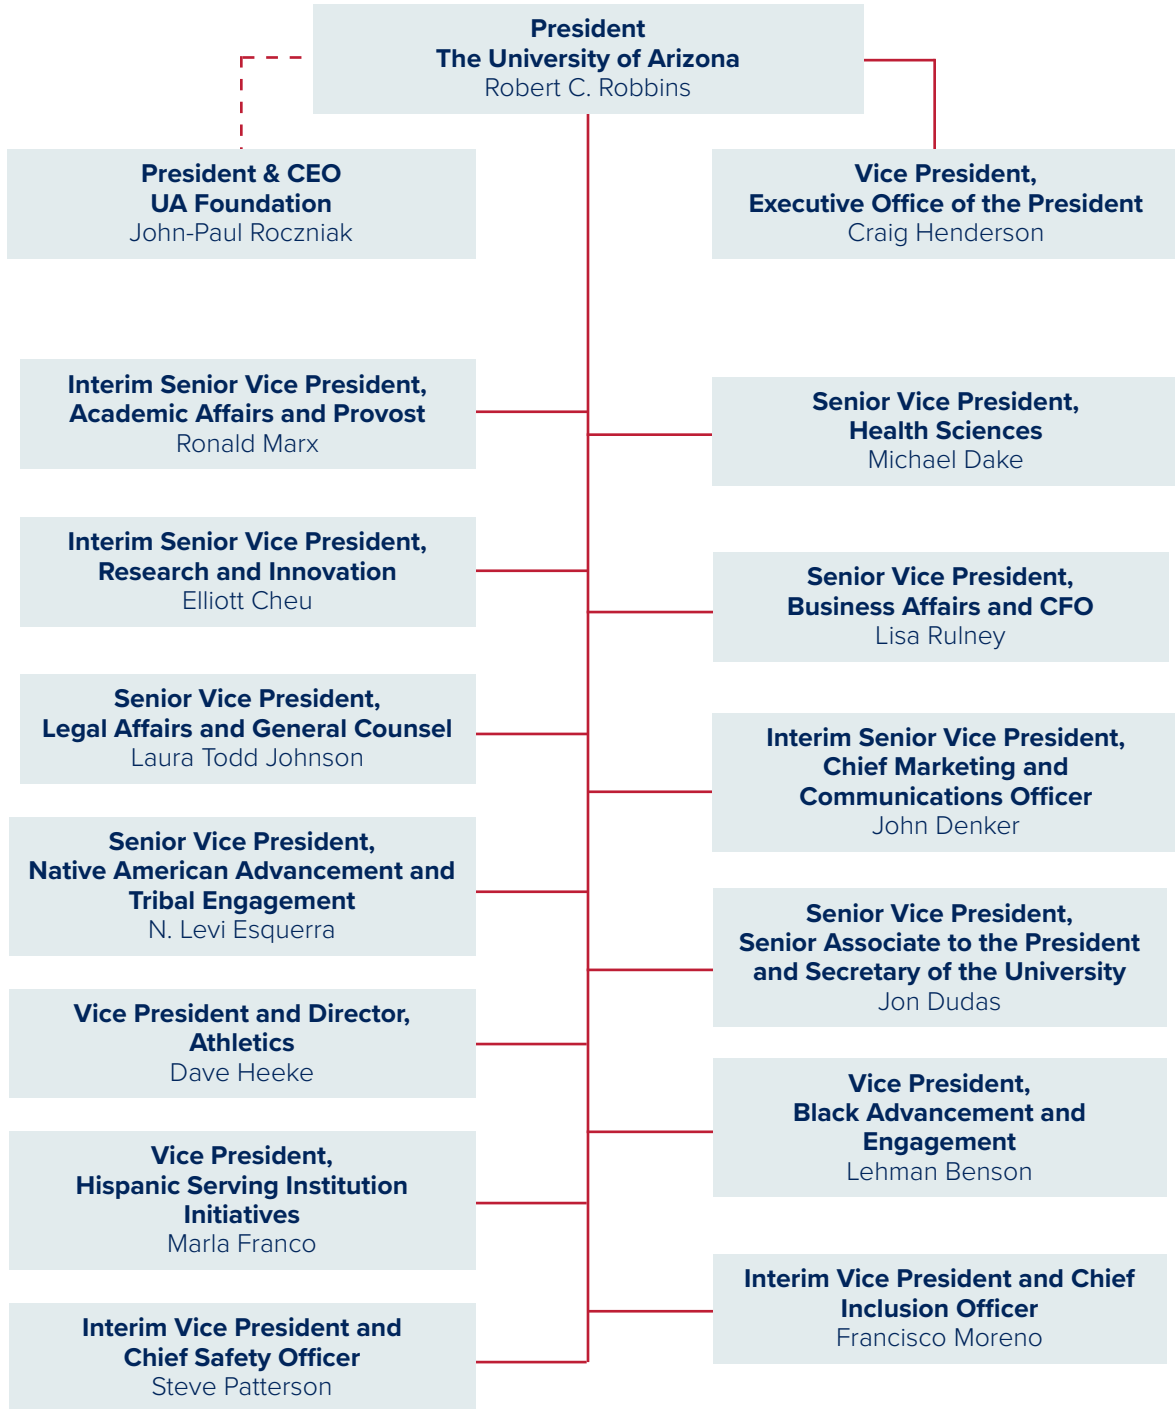 President
The University of Arizona
Robert C. Robbins
President & CEO
UA Foundation
John-Paul Roczniak
Vice President,
Executive Office of the President
Craig Henderson
Interim Senior Vice President,
Academic Affairs and Provost
Ronald Marx
Senior Vice President,
Health Sciences
Michael Dake
Interim Senior Vice President,
Research and Innovation
Elliott Cheu
Senior Vice President,
Business Affairs and CFO
Lisa Rulney
Senior Vice President,
Legal Affairs and General Counsel
Laura Todd Johnson
Interim Senior Vice President,
Chief Marketing and
Communications Officer
John Denker
Senior Vice President,
Native American Advancement and
Tribal Engagement
N. Levi Esquerra
Senior Vice President,
Senior Associate to the President
and Secretary of the University
Jon Dudas
Vice President and Director,
Athletics
Dave Heeke
Vice President,
Black Advancement and
Engagement
Lehman Benson
Vice President,
Hispanic Serving Institution
Initiatives
Marla Franco
Interim Vice President and Chief
Inclusion Officer
Francisco Moreno
Interim Vice President and
Chief Safety Officer
Steve Patterson